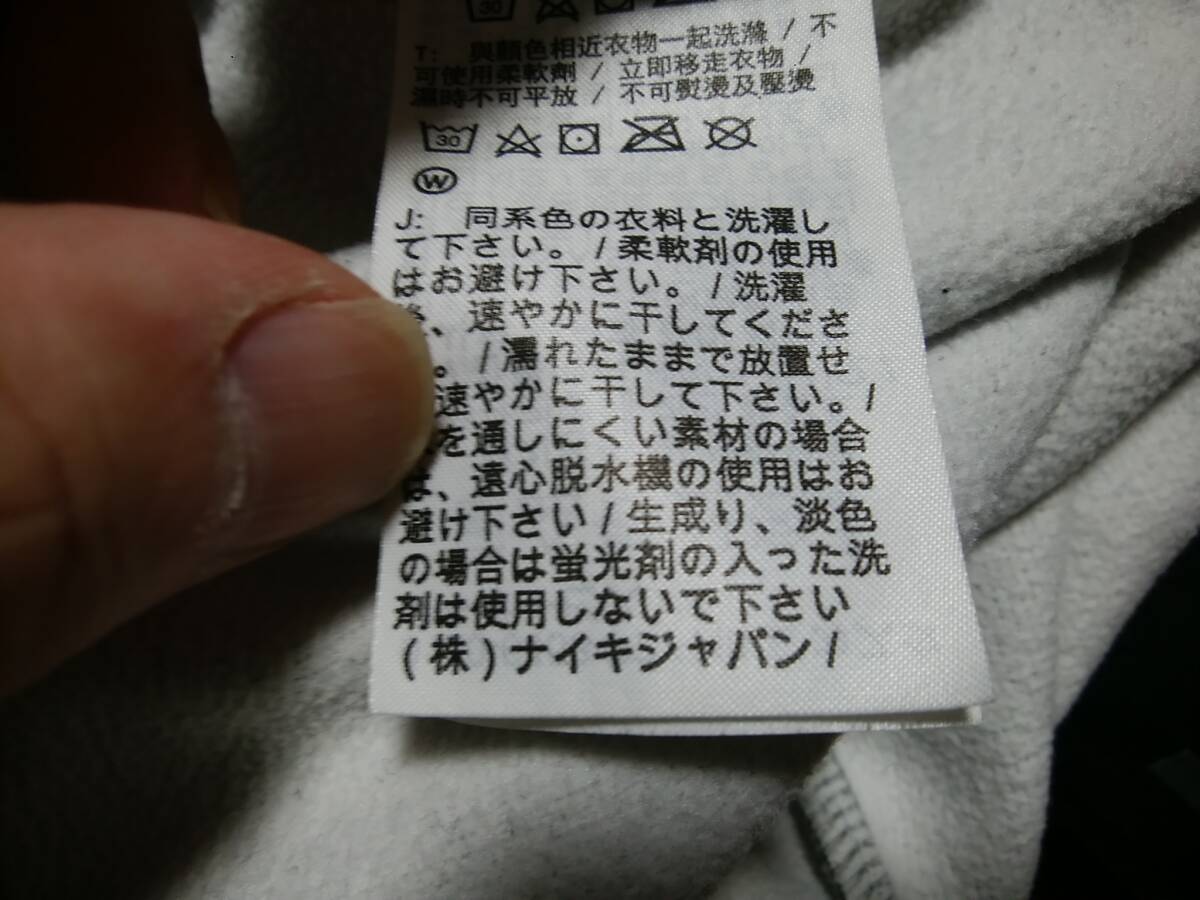 30
T: 與顏色相近衣物一起洗滌 / 不
可使用柔軟劑 / 立即移走衣物 /
濕時不可平放 / 不可熨燙及壓燙
30
W
J: 同系色の衣料と洗濯し
て下さい。/柔軟剤の使用
はお避け下さい。/洗濯
、速やかに干してくださ
。/濡れたままで放置せ
速やかに干して下さい。/
を通しにくい素材の場合
は、遠心脱水機の使用はお
避け下さい/生成り、淡色
の場合は蛍光剤の入った洗
剤は使用しないで下さい
(株)ナイキジャパン/